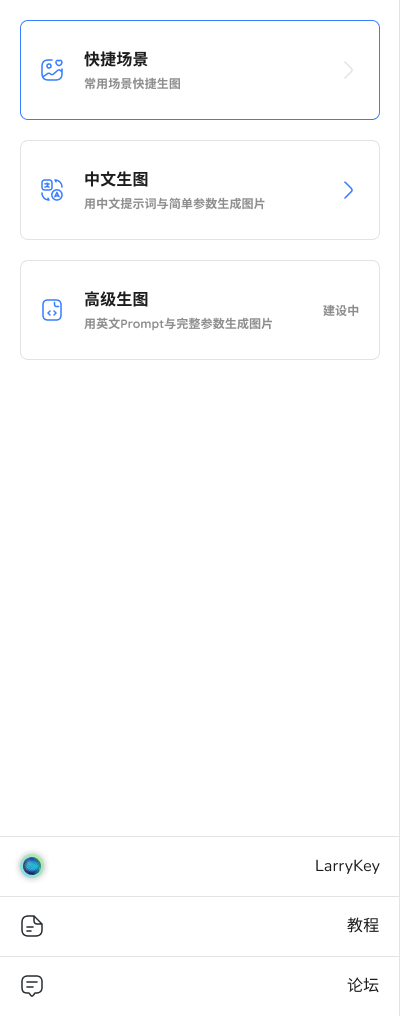 快捷场景
常用场景快捷生图
中文生图
用中文提示词与简单参数生成图片
高级生图
用英文Prompt与完整参数生成图片
建设中
LarryKey
教程
论坛